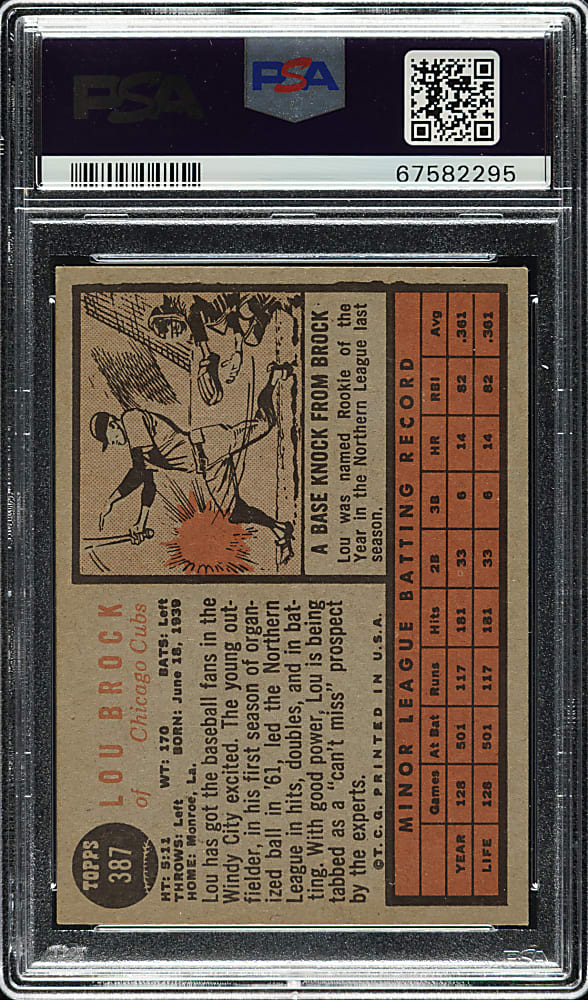 PSA
PSA
67582295
TOPPS
387
LOU BROCK
of Chicago Cubs
HT: 5:11 WT: 170 BATS: Left
THROWS: Left BORN: June 18, 1939
HOME: Monroe, La.
Lou has got the baseball fans in the
Windy City excited. The young out-
fielder, in his first season of organ-
ized ball in '61, led the Northern
League in hits, doubles, and in bat-
ting. With good power, Lou is being
tabbed as a "can't miss" prospect
by the experts.
© T. C. G. PRINTED IN U.S.A.
A BASE KNOCK FROM BROCK
Lou was named Rookie of the
Year in the Northern League last
season.
MINOR LEAGUE BATTING RECORD
Games At Bat Runs Hits 2B 3B HR RBI Avg
YEAR 128 501 117 181 33 6 14 82 .361
LIFE 128 501 117 181 33 6 14 82 .361
PSA
PSA